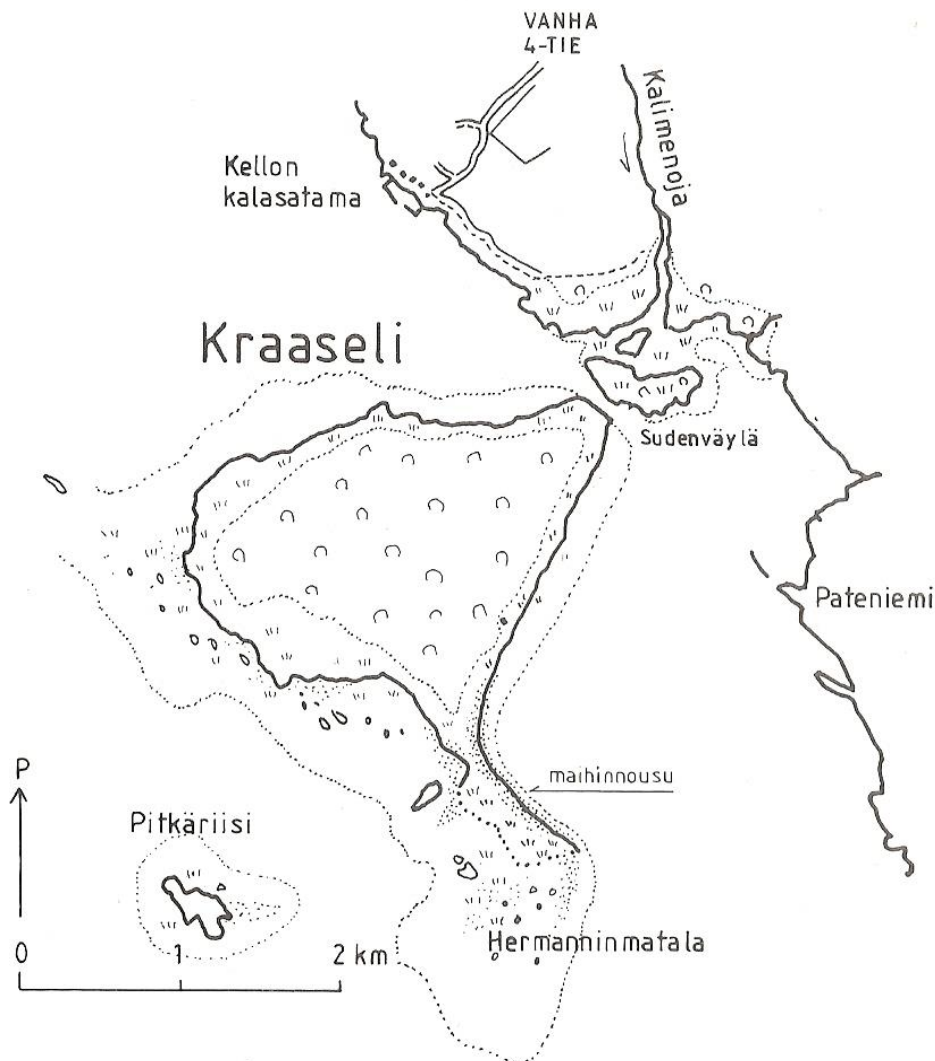 VANHA
4-TIE
Kalimenoja
Kellon
kalasatama
Kraaseli
Sudenväylä
Pateniemi
maihinnousu
P
Pitkäriisi
Hermanninmatala
0 1 2 km